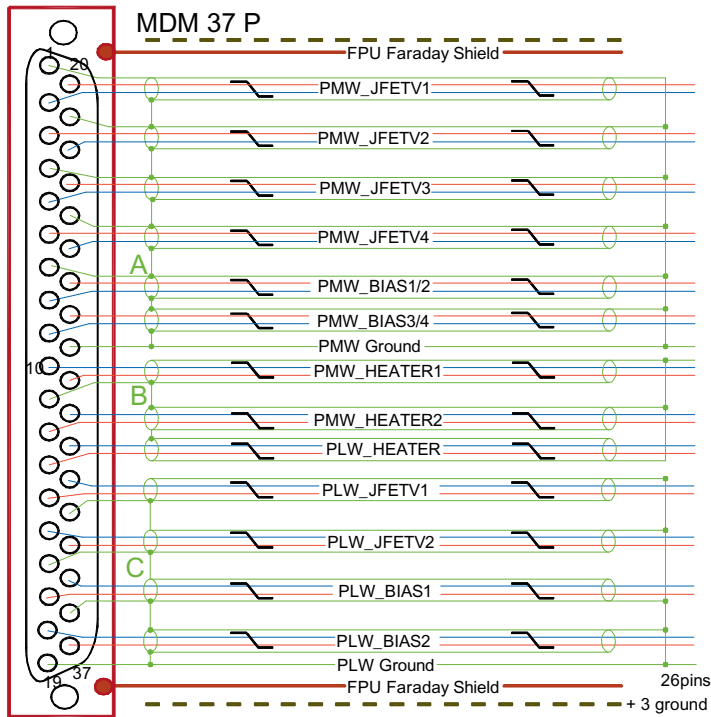 MDM 37 P
FPU Faraday Shield
1
20
PMW_JFETV1
PMW_JFETV2
PMW_JFETV3
PMW_JFETV4
A
PMW_BIAS1/2
PMW_BIAS3/4
PMW Ground
10
PMW_HEATER1
B
PMW_HEATER2
PLW_HEATER
PLW_JFETV1
PLW_JFETV2
C
PLW_BIAS1
PLW_BIAS2
PLW Ground
19
37
26pins
FPU Faraday Shield
+ 3 ground